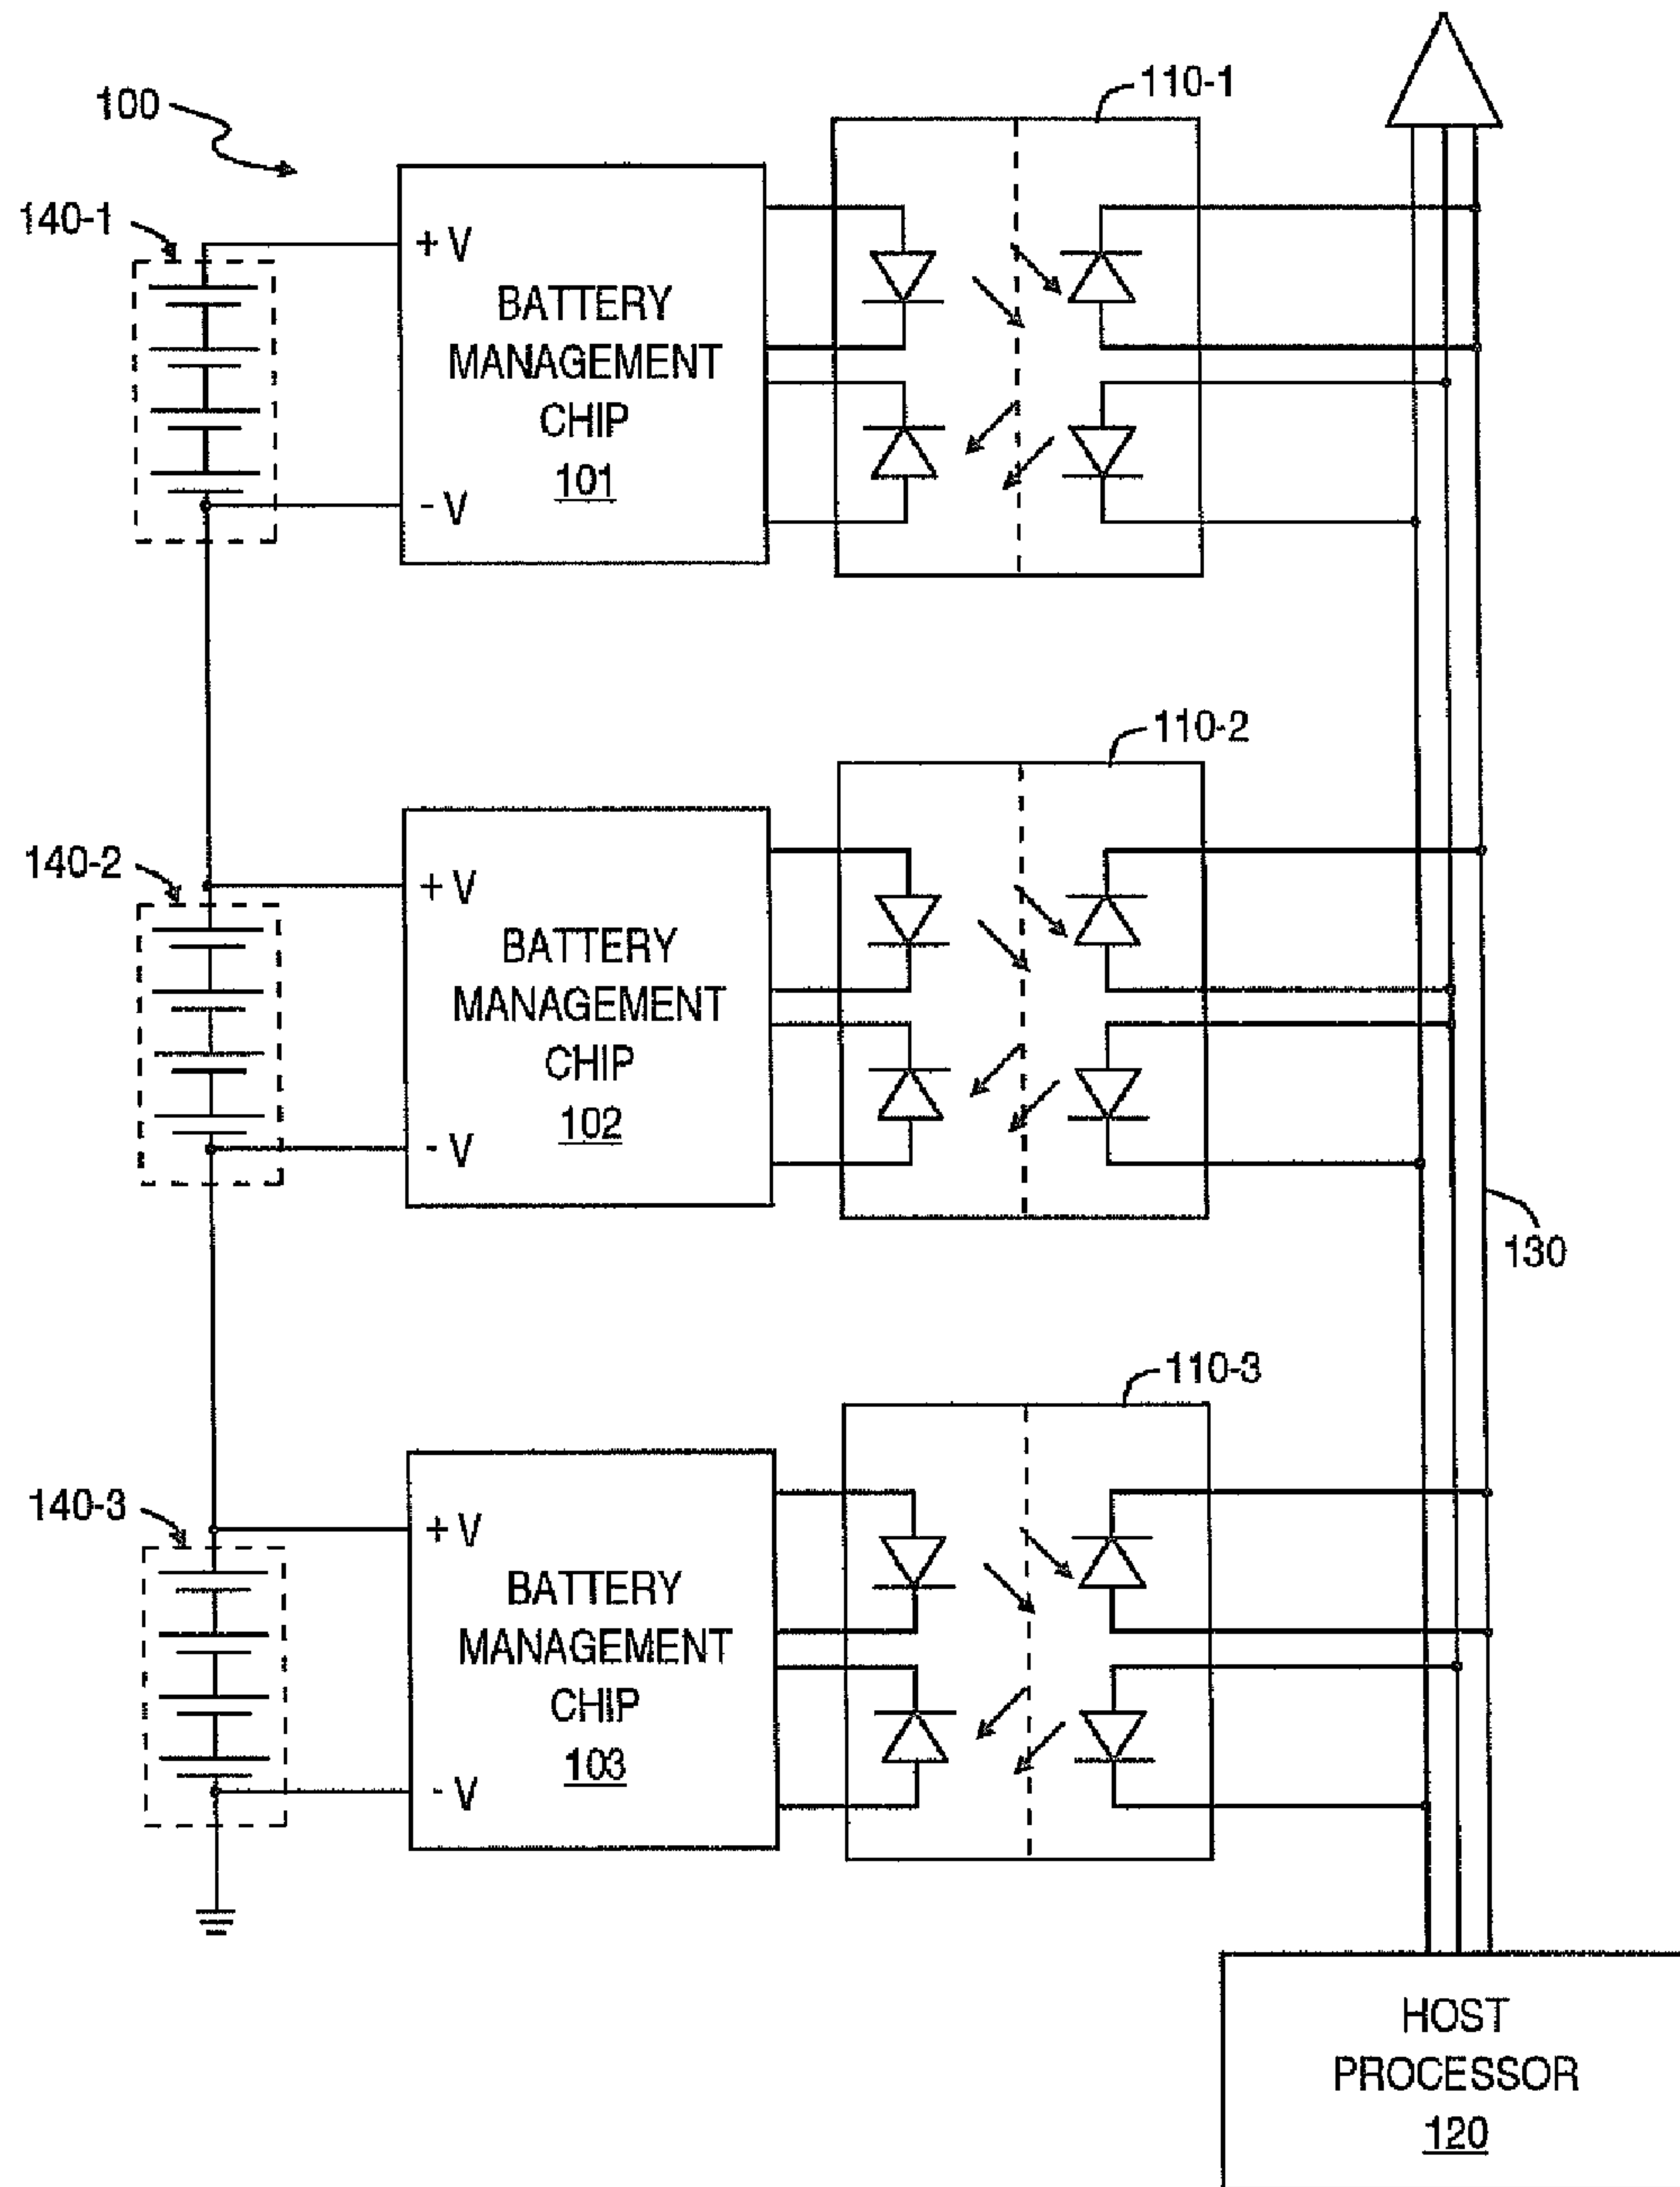 100
110-1
140-1
+ V
BATTERY
MANAGEMENT
CHIP
101
- V
110-2
140-2
+ V
BATTERY
MANAGEMENT
CHIP
102
- V
130
110-3
140-3
+ V
BATTERY
MANAGEMENT
CHIP
103
- V
HOST
PROCESSOR
120